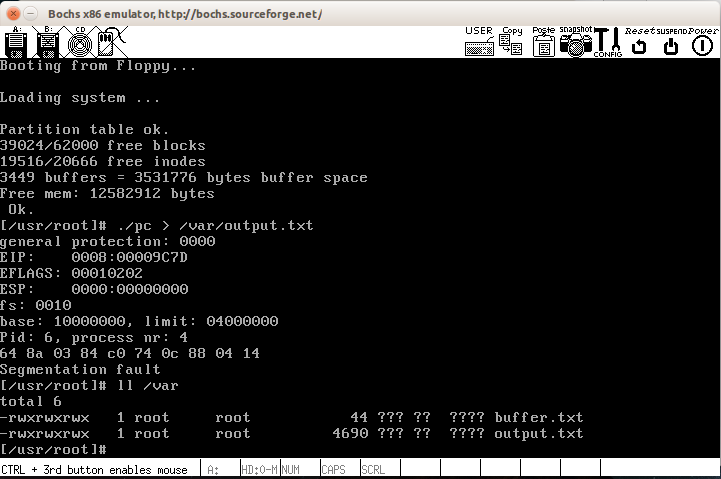 Bochs x86 emulator, http://bochs.sourceforge.net/
A: B: CD USER Copy Paste snapshot CONFIG Reset SUSPEND Power
Booting from Floppy...
Loading system ...
Partition table ok.
39024/62000 free blocks
19516/20666 free inodes
3449 buffers = 3531776 bytes buffer space
Free mem: 12582912 bytes
Ok.
[/usr/root]# ./pc > /var/output.txt
general protection: 0000
EIP: 0008:00009C7D
EFLAGS: 00010202
ESP: 0000:00000000
fs: 0010
base: 10000000, limit: 04000000
Pid: 6, process nr: 4
64 8a 03 84 c0 74 0c 88 04 14
Segmentation fault
[/usr/root]# ll /var
total 6
-rwxrwxrwx 1 root root 44 ??? ?? ???? buffer.txt
-rwxrwxrwx 1 root root 4690 ??? ?? ???? output.txt
[/usr/root]#
CTRL + 3rd button enables mouse A: HD:0-M NUM CAPS SCRL